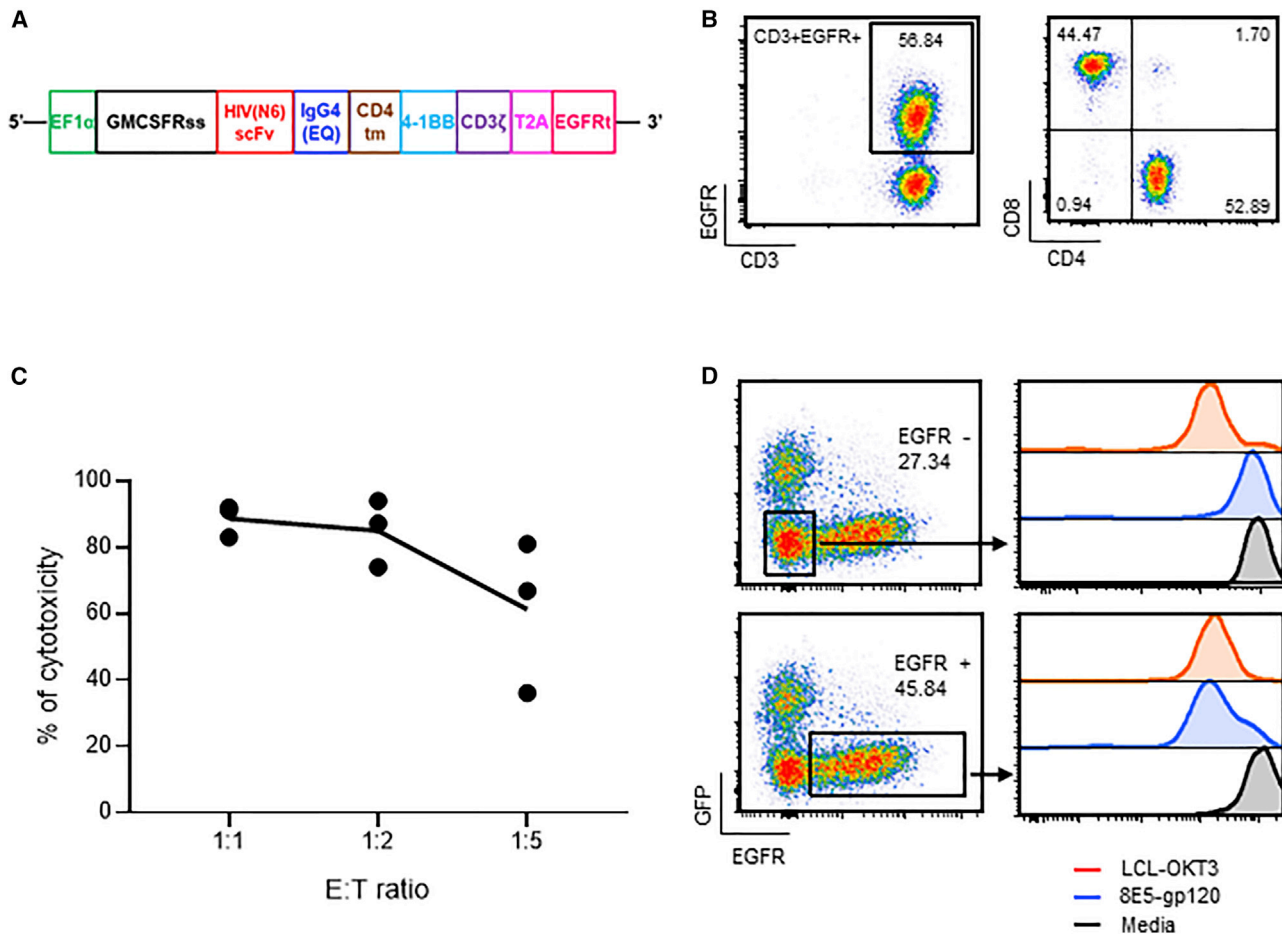 A
5'
EF1α
GMCSFRss
HIV(N6)
scFv
IgG4
(EQ)
CD4
tm
4-1BB
CD3ζ
T2A
EGFRt
3'
B
CD3+EGFR+
56.84
EGFR
CD3
44.47
1.70
0.94
52.89
CD8
CD4
C
100
80
60
40
20
0
% of cytotoxicity
1:1
1:2
1:5
E:T ratio
D
EGFR -
27.34
EGFR +
45.84
GFP
EGFR
LCL-OKT3
8E5-gp120
Media